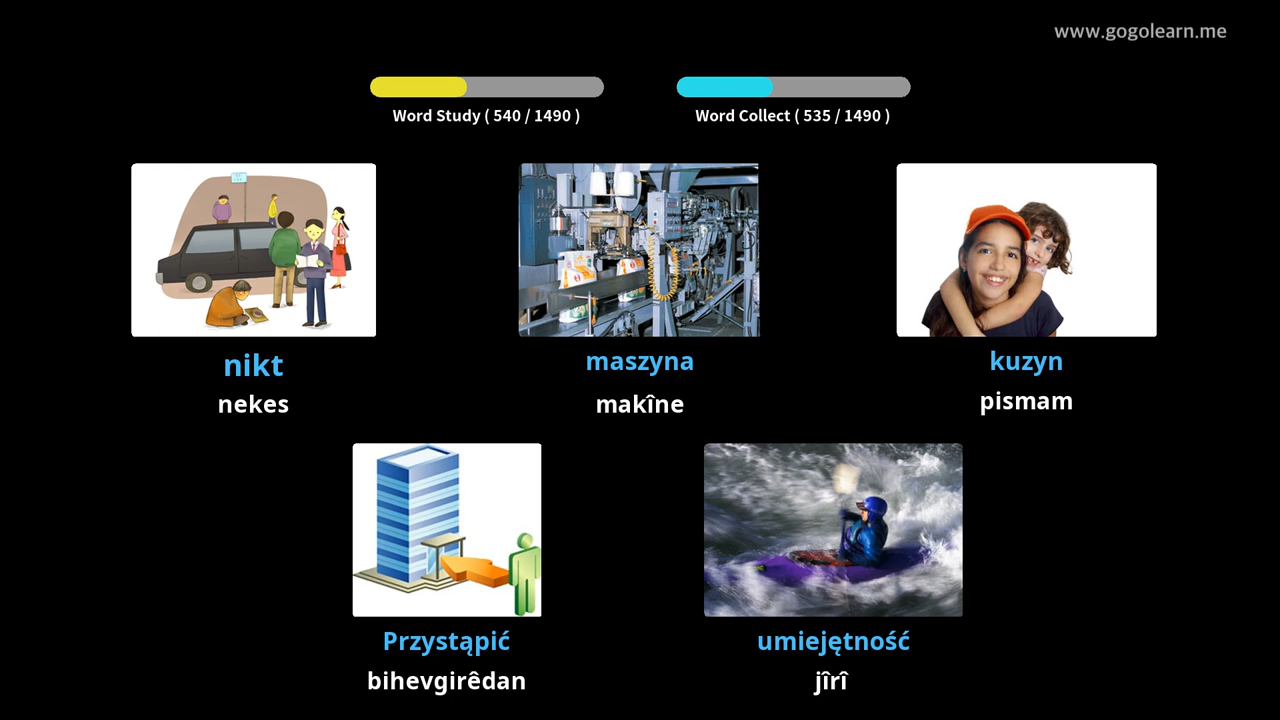 www.gogolearn.me
Word Study ( 540 / 1490 )
Word Collect ( 535 / 1490 )
nikt
nekes
maszyna
makîne
kuzyn
pismam
Przystąpić
bihevgirêdan
umiejętność
jîrî